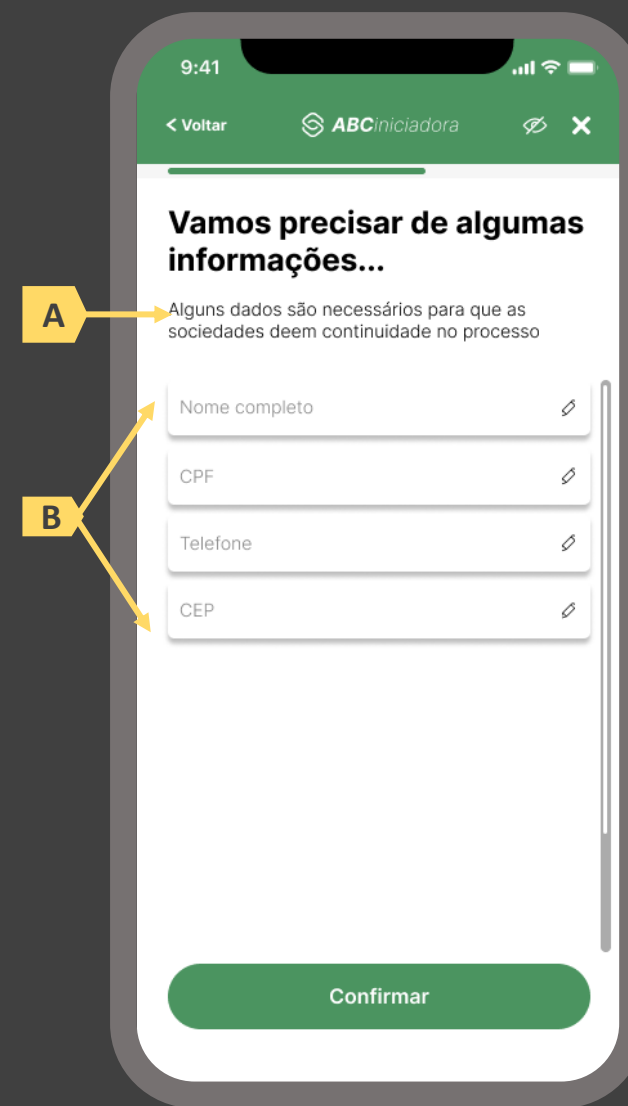 9:41
< Voltar
ABCiniciadora
Vamos precisar de algumas
informações...
A
Alguns dados são necessários para que as
sociedades deem continuidade no processo
Nome completo
CPF
B
Telefone
CEP
Confirmar